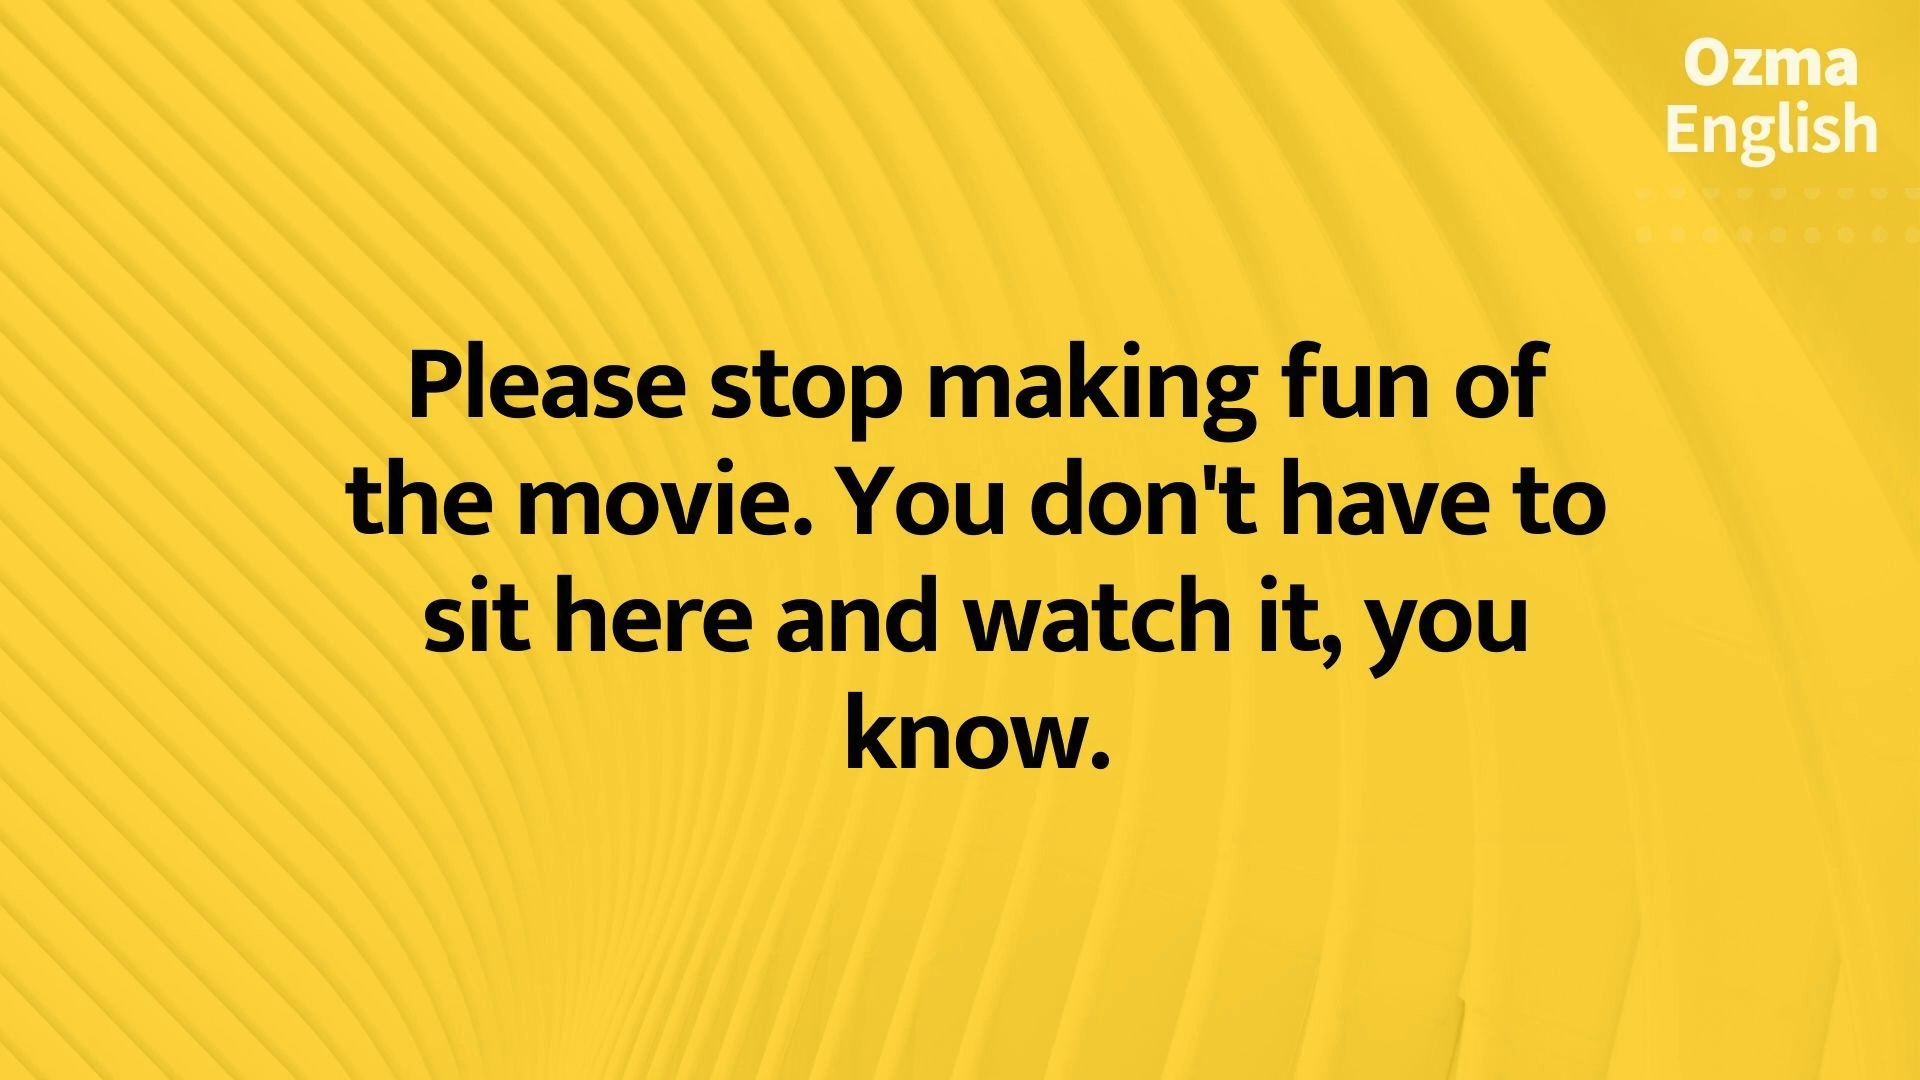 Ozma
English
Please stop making fun of
the movie. You don't have to
sit here and watch it, you
know.